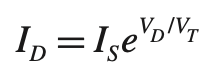 I_D = I_S e^{V_D/V_T}